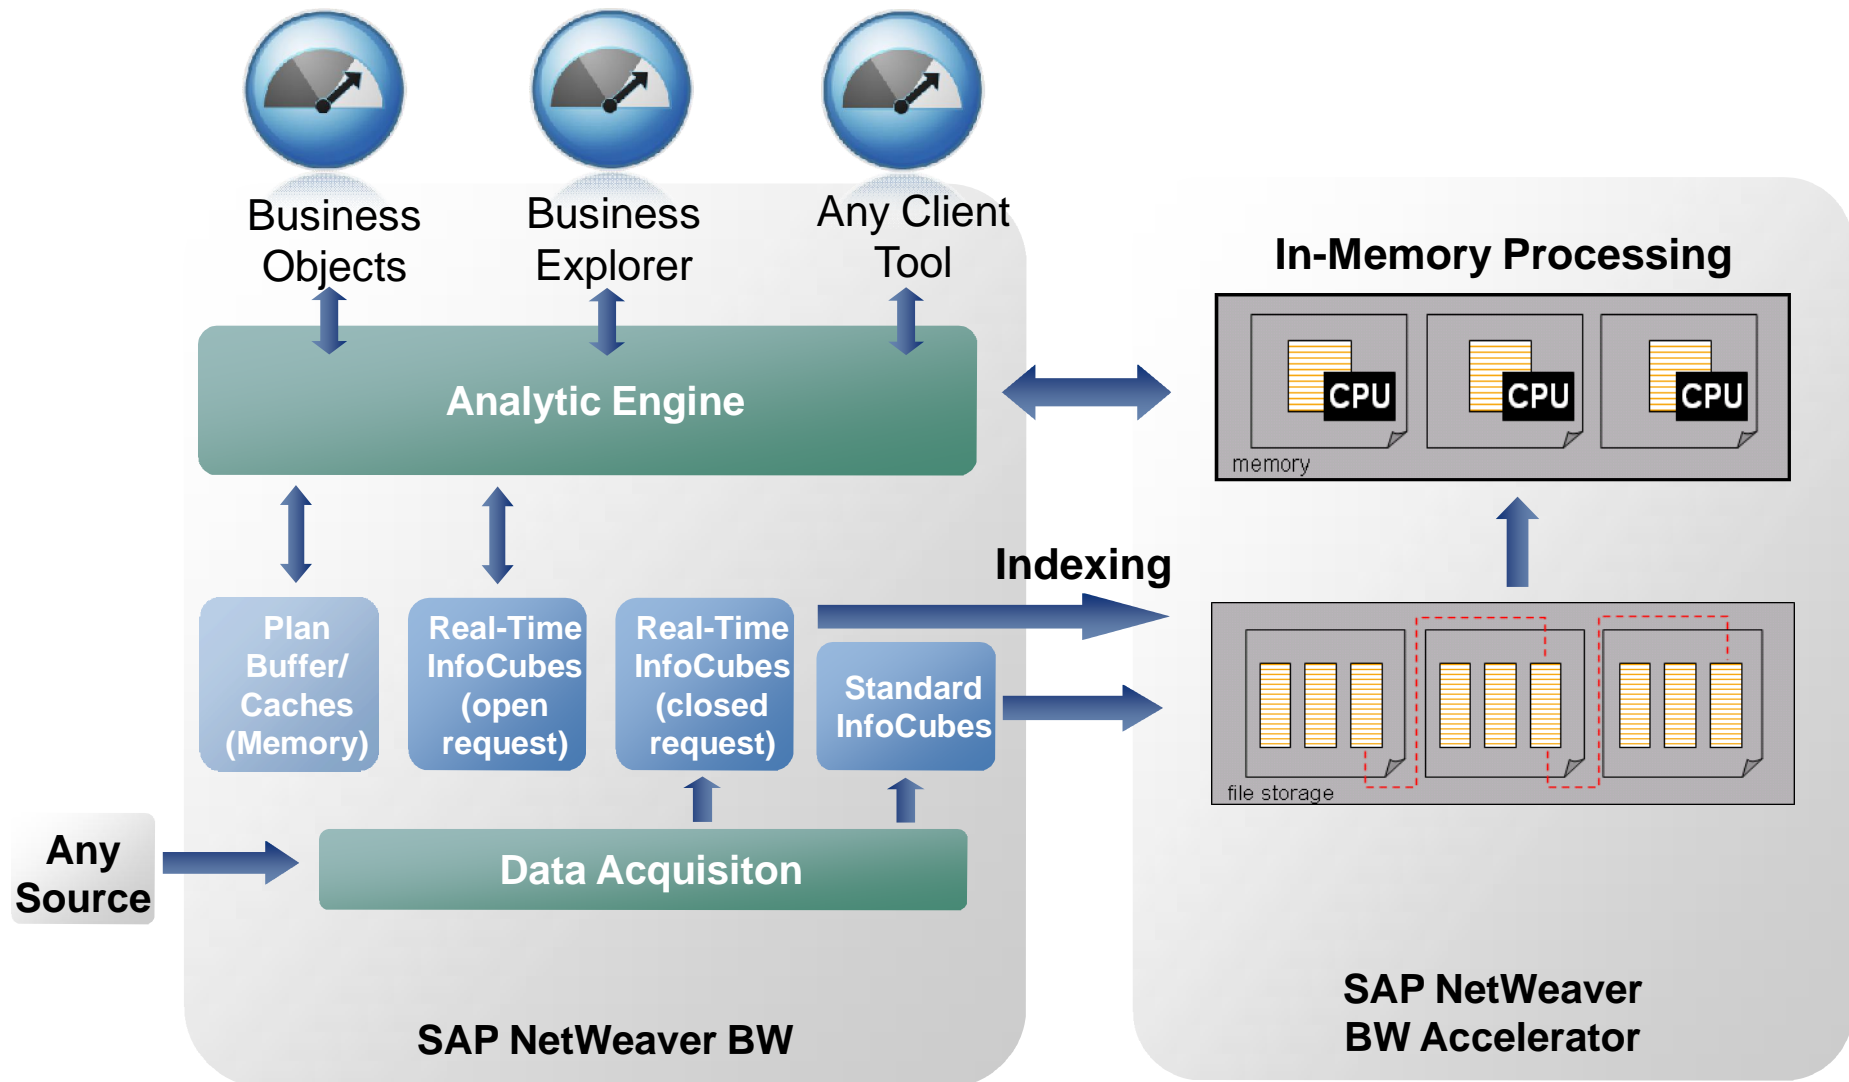 Business
Objects
Business
Explorer
Any Client
Tool
In-Memory Processing
Analytic Engine
CPU
CPU
CPU
memory
Indexing
Plan
Buffer/
Caches
(Memory)
Real-Time
InfoCubes
(open
request)
Real-Time
InfoCubes
(closed
request)
Standard
InfoCubes
file storage
Any
Source
Data Acquisiton
SAP NetWeaver BW
SAP NetWeaver
BW Accelerator